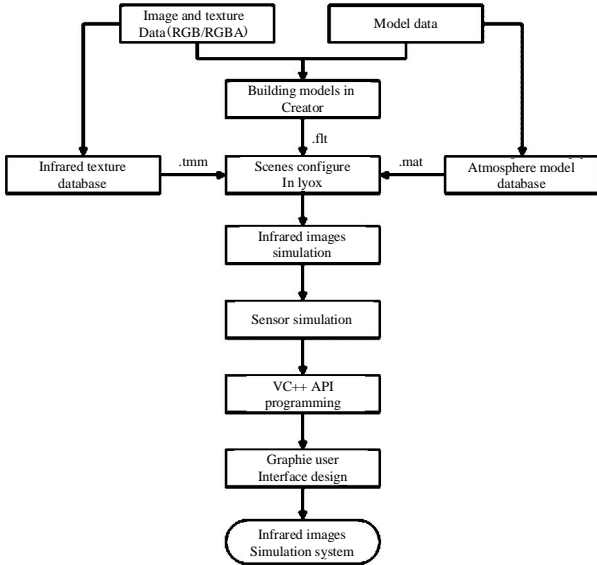 Image and texture
Data(RGB/RGBA)
Model data
Building models in
Creator
.flt
.tmm
.mat
Infrared texture
database
Scenes configure
In lyox
Atmosphere model
database
Infrared images
simulation
Sensor simulation
VC++ API
programming
Graphie user
Interface design
Infrared images
Simulation system